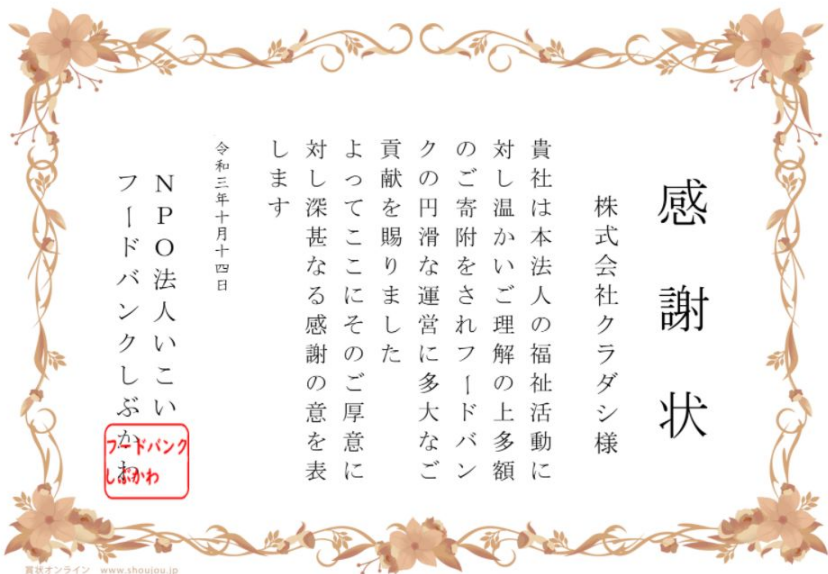 感謝状
株式会社クラダシ様
貴社は本法人の福祉活動に
対し温かいご理解の上多額
のご寄附をされフードバン
クの円滑な運営に多大なご
貢献を賜りました
よってここにそのご厚意に
対し深甚なる感謝の意を表
します
令和三年十月十四日
NPO法人いこい
フードバンクしぶかわ
フードバンク
しぶかわ
賞状オンライン www.shoujou.jp